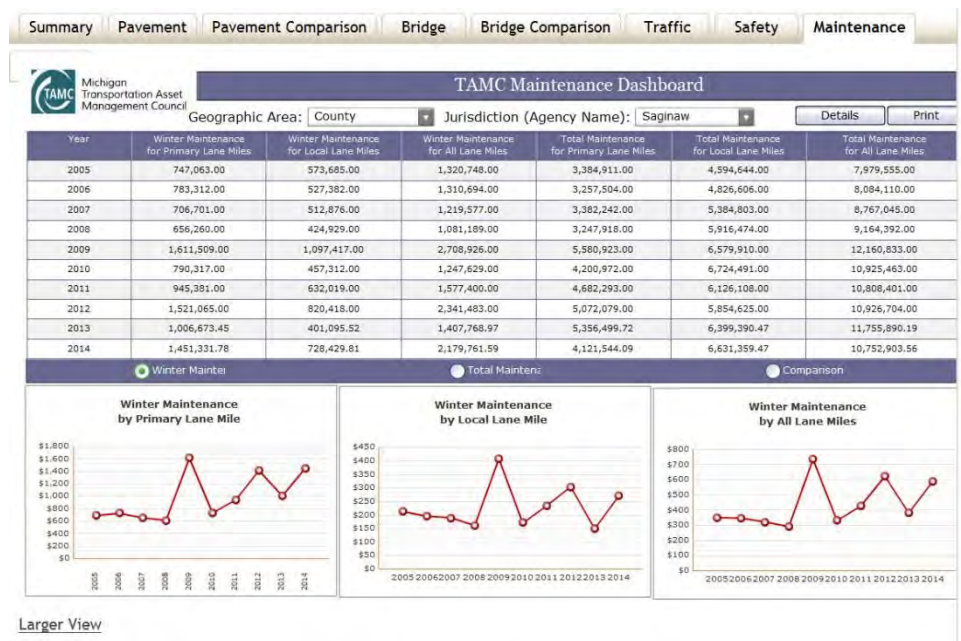 Summary Pavement Pavement Comparison Bridge Bridge Comparison Traffic Safety Maintenance
TAMC
Michigan
Transportation Asset
Management Council
TAMC Maintenance Dashboard
Geographic Area: County Jurisdiction (Agency Name): Saginaw Details Print
Year Winter Maintenance Winter Maintenance Winter Maintenance Total Maintenance Total Maintenance Total Maintenance
for Primary Lane Miles for Local Lane Miles for All Lane Miles for Primary Lane Miles for Local Lane Miles for All Lane Miles
2005 747,063.00 573,685.00 1,320,748.00 3,384,911.00 4,594,644.00 7,979,555.00
2006 783,312.00 527,382.00 1,310,694.00 3,257,504.00 4,826,606.00 8,084,110.00
2007 706,701.00 512,876.00 1,219,577.00 3,382,242.00 5,384,803.00 8,767,045.00
2008 656,260.00 424,929.00 1,081,189.00 3,247,918.00 5,916,474.00 9,164,392.00
2009 1,611,509.00 1,097,417.00 2,708,926.00 5,580,923.00 6,579,910.00 12,160,833.00
2010 790,317.00 457,312.00 1,247,629.00 4,200,972.00 6,724,491.00 10,925,463.00
2011 945,381.00 632,019.00 1,577,400.00 4,682,293.00 6,126,108.00 10,808,401.00
2012 1,521,065.00 820,418.00 2,341,483.00 5,072,079.00 5,854,625.00 10,926,704.00
2013 1,006,673.45 401,095.52 1,407,768.97 5,356,499.72 6,399,390.47 11,755,890.19
2014 1,451,331.78 728,429.81 2,179,761.59 4,121,544.09 6,631,359.47 10,752,903.56
Winter Mainter Total Maintena Comparison
Winter Maintenance
by Primary Lane Mile
$1,800
$1,600
$1,400
$1,200
$1,000
$800
$600
$400
$200
$0
2005 2006 2007 2008 2009 2010 2011 2012 2013 2014
Winter Maintenance
by Local Lane Mile
$450
$400
$350
$300
$250
$200
$150
$100
$50
$0
2005 2006 2007 2008 2009 2010 2011 2012 2013 2014
Winter Maintenance
by All Lane Miles
$800
$700
$600
$500
$400
$300
$200
$100
$0
2005 2006 2007 2008 2009 2010 2011 2012 2013 2014
Larger View